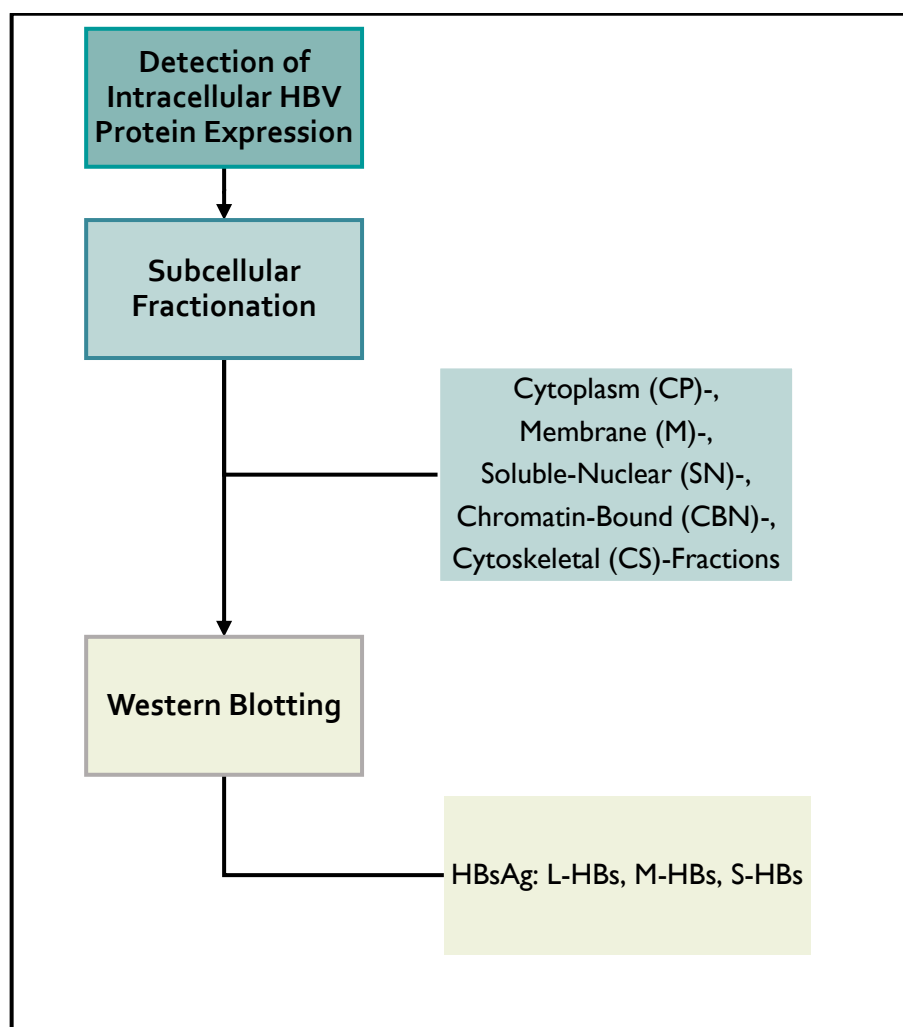 Detection of
Intracellular HBV
Protein Expression
Subcellular
Fractionation
Cytoplasm (CP)-,
Membrane (M)-,
Soluble-Nuclear (SN)-,
Chromatin-Bound (CBN)-,
Cytoskeletal (CS)-Fractions
Western Blotting
HBsAg: L-HBs, M-HBs, S-HBs